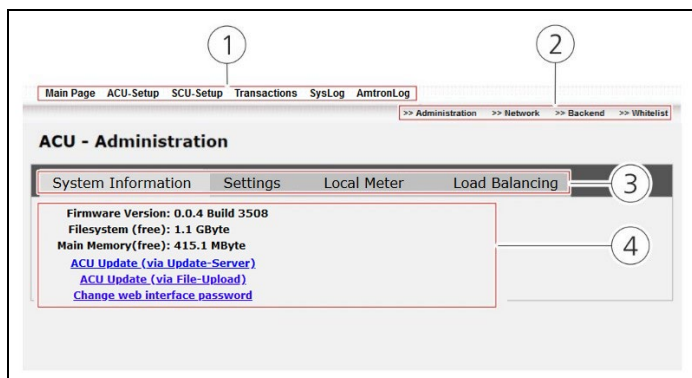 1 2
Main Page ACU-Setup SCU-Setup Transactions SysLog AmtronLog
>> Administration >> Network >> Backend >> Whitelist
ACU - Administration
System Information Settings Local Meter Load Balancing 3
Firmware Version: 0.0.4 Build 3508
Filesystem (free): 1.1 GByte
Main Memory(free): 415.1 MByte 4
ACU Update (via Update-Server)
ACU Update (via File-Upload)
Change web interface password